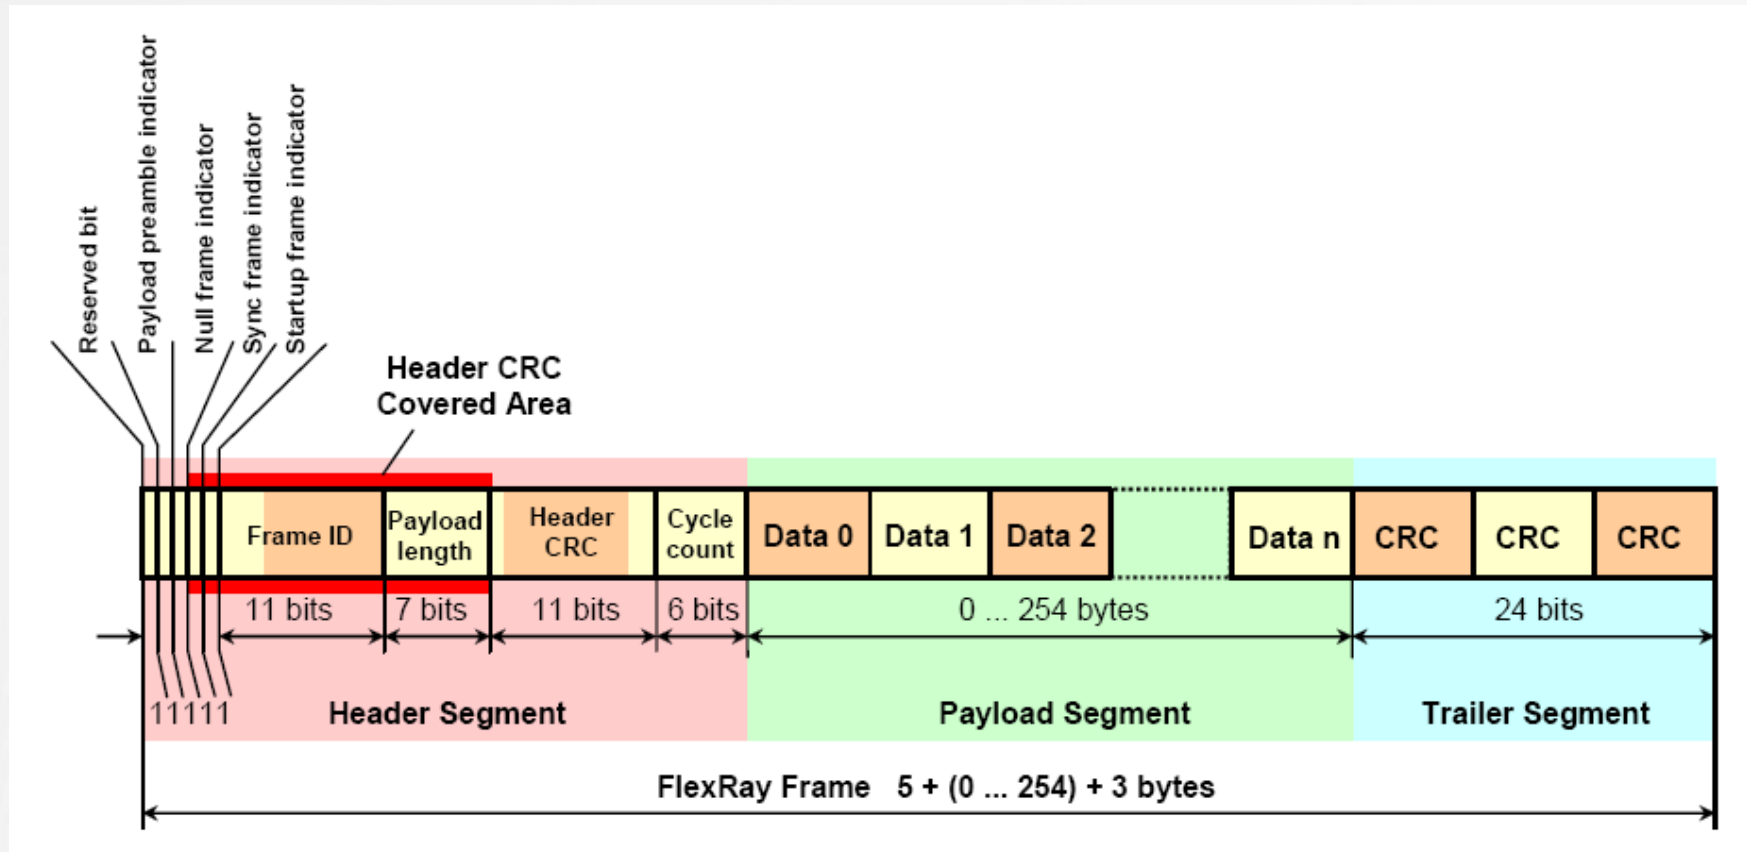 Reserved bit
Payload preamble indicator
Null frame indicator
Sync frame indicator
Startup frame indicator
Header CRC
Covered Area
Frame ID
Payload
length
Header
CRC
Cycle
count
Data 0
Data 1
Data 2
Data n
CRC
CRC
CRC
11 bits
7 bits
11 bits
6 bits
0 ... 254 bytes
24 bits
11111
Header Segment
Payload Segment
Trailer Segment
FlexRay Frame 5 + (0 ... 254) + 3 bytes